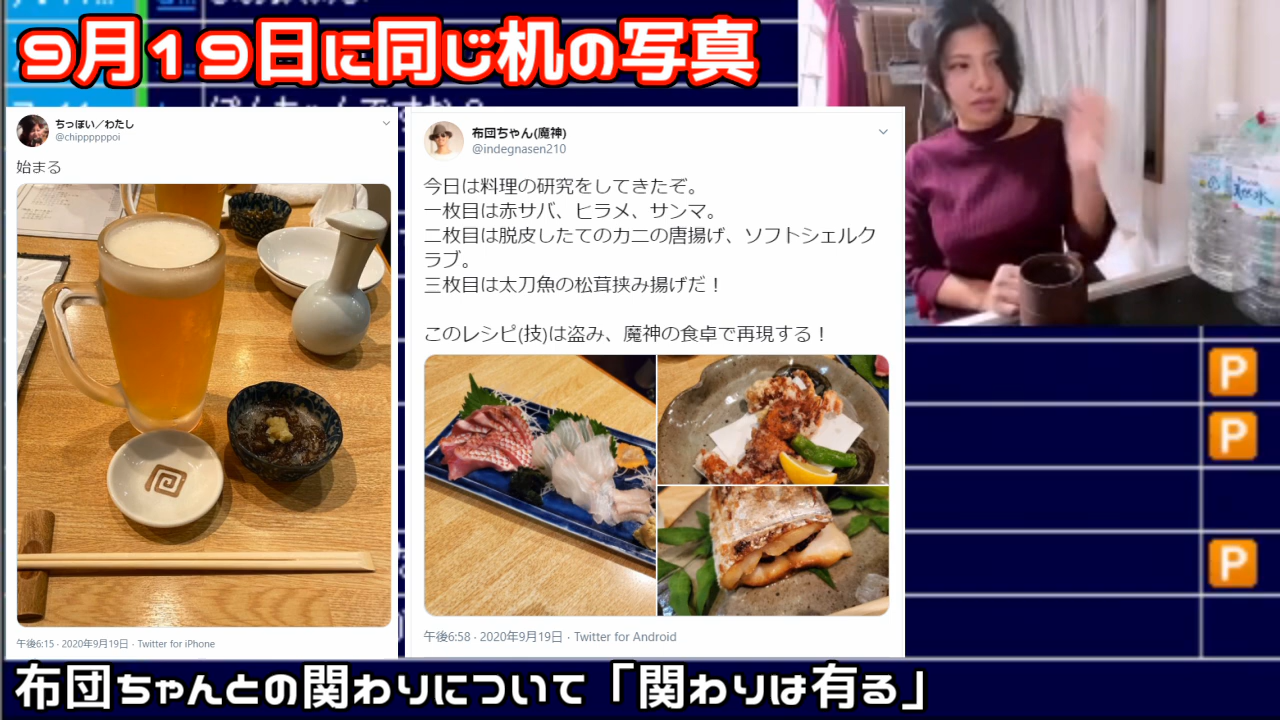 9月19日に同じ机の写真
ちっぽい／わたし
@chippppppoi
始まる
午後6:15 · 2020年9月19日 · Twitter for iPhone
布団ちゃん(魔神)
@indegnasen210
今日は料理の研究をしてきたぞ。
一枚目は赤サバ、ヒラメ、サンマ。
二枚目は脱皮したてのカニの唐揚げ、ソフトシェルク
ラブ。
三枚目は太刀魚の松茸挟み揚げだ！
このレシピ(技)は盗み、魔神の食卓で再現する！
午後6:58 · 2020年9月19日 · Twitter for Android
天然水
P
P
P
布団ちゃんとの関わりについて「関わりは有る」